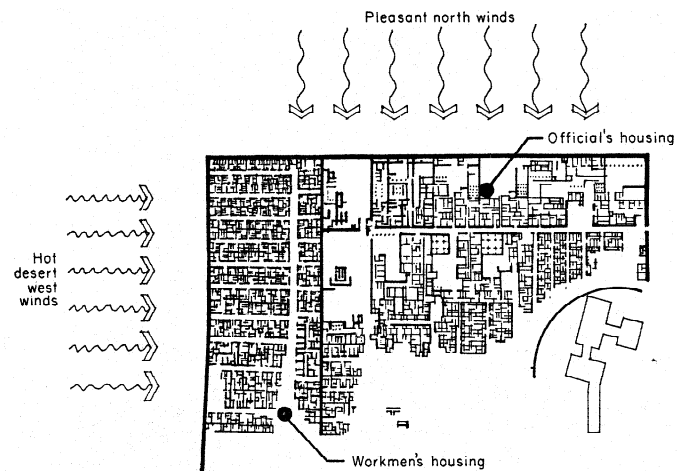 Pleasant north winds
Official's housing
Hot
desert
west
winds
Workmen's housing